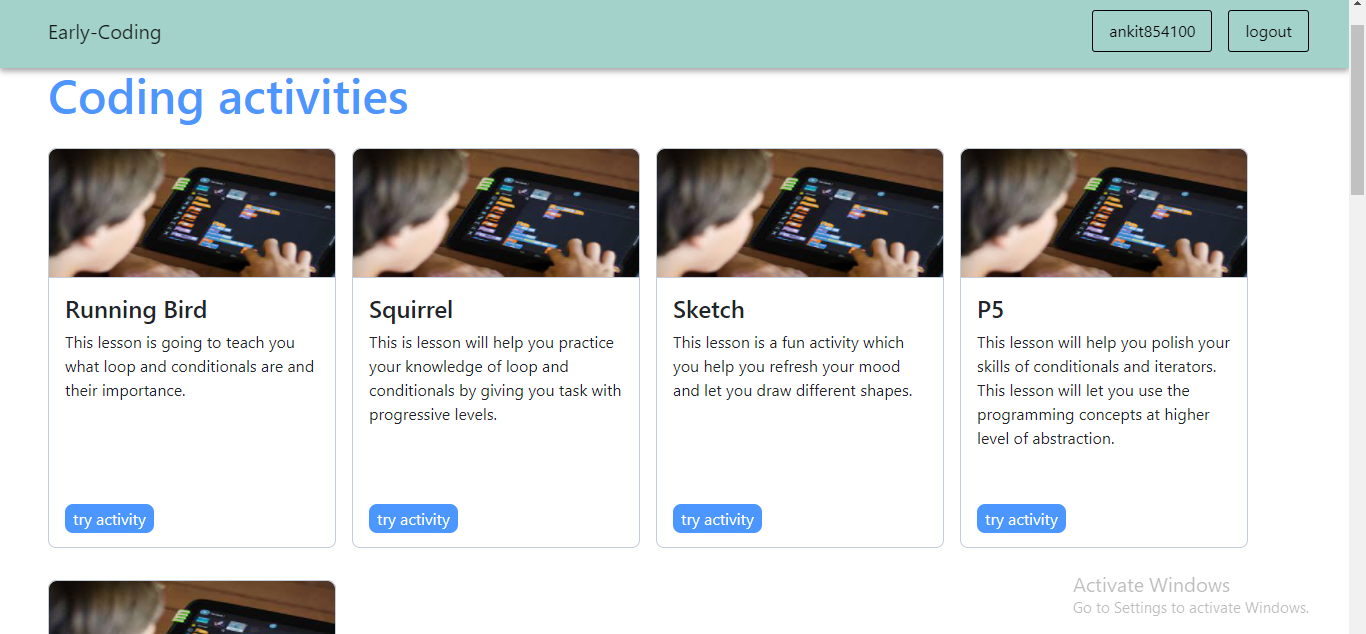 Early-Coding
ankit854100
logout
Coding activities
Running Bird
This lesson is going to teach you
what loop and conditionals are and
their importance.
try activity
Squirrel
This is lesson will help you practice
your knowledge of loop and
conditionals by giving you task with
progressive levels.
try activity
Sketch
This lesson is a fun activity which
you help you refresh your mood
and let you draw different shapes.
try activity
P5
This lesson will help you polish your
skills of conditionals and iterators.
This lesson will let you use the
programming concepts at higher
level of abstraction.
try activity
Activate Windows
Go to Settings to activate Windows.